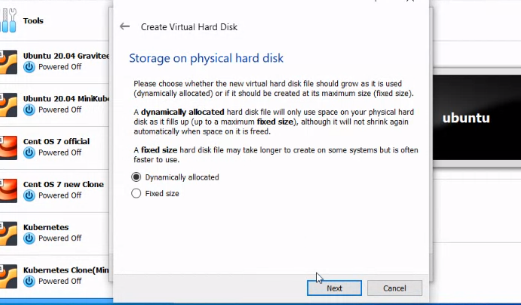 Tools
Ubuntu 20.04 Gravitee
Powered Off
Ubuntu 20.04 MiniKube
Powered Off
Cent OS 7 official
Powered Off
Cent OS 7 new Clone
Powered Off
Kubernetes
Powered Off
Kubernetes Clone(Min
Powered Off
Create Virtual Hard Disk
Storage on physical hard disk
Please choose whether the new virtual hard disk file should grow as it is used
(dynamically allocated) or if it should be created at its maximum size (fixed size).
A dynamically allocated hard disk file will only use space on your physical hard
disk as it fills up (up to a maximum fixed size), although it will not shrink again
automatically when space on it is freed.
A fixed size hard disk file may take longer to create on some systems but is often
faster to use.
Dynamically allocated
Fixed size
Next
Cancel
ubuntu